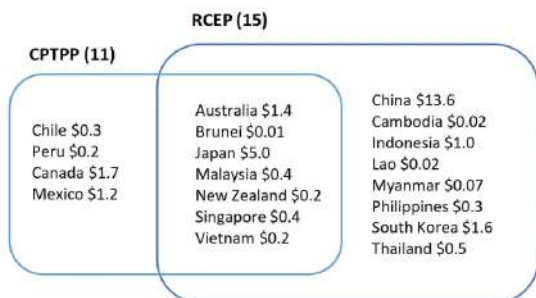 RCEP (15)
CPTPP (11)
Chile $0.3
Peru $0.2
Canada $1.7
Mexico $1.2
Australia $1.4
Brunei $0.01
Japan $5.0
Malaysia $0.4
New Zealand $0.2
Singapore $0.4
Vietnam $0.2
China $13.6
Cambodia $0.02
Indonesia $1.0
Lao $0.02
Myanmar $0.07
Philippines $0.3
South Korea $1.6
Thailand $0.5